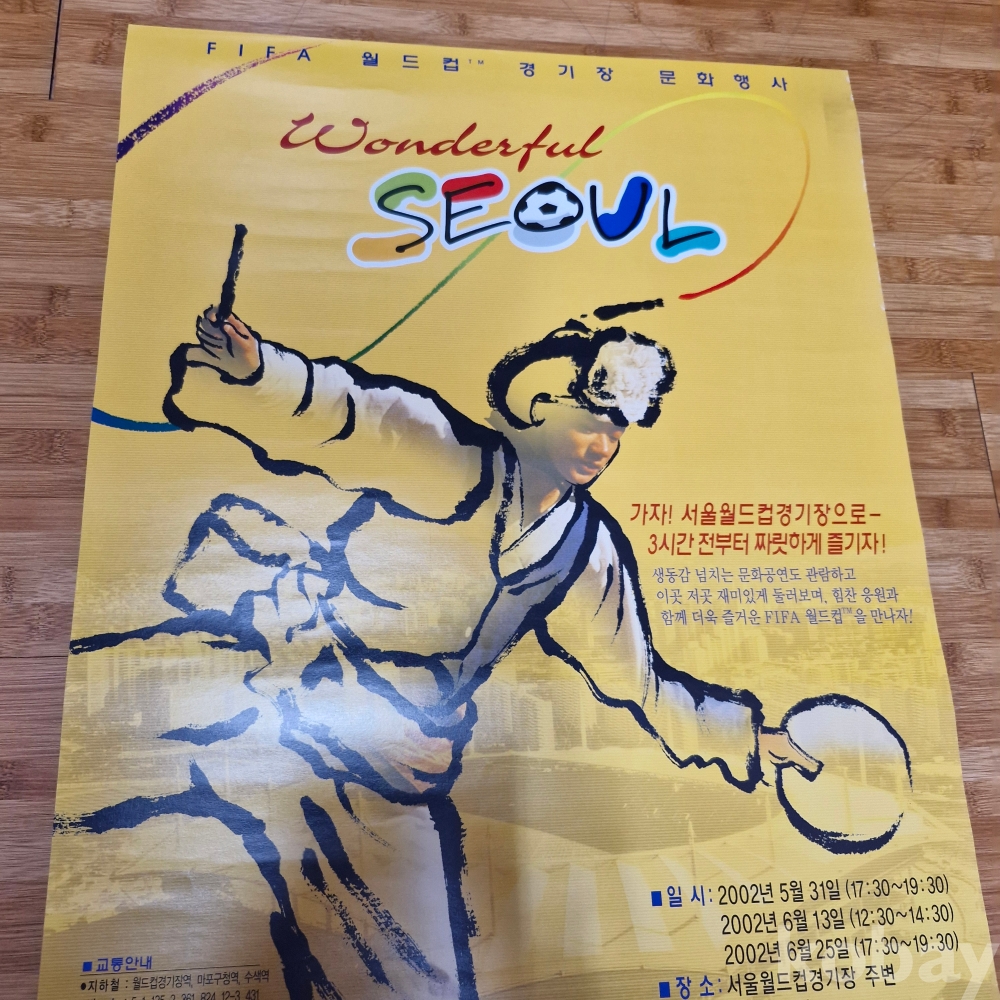 FIFA 월드컵™ 경기장 문화행사
Wonderful
SEOUL
가자! 서울월드컵경기장으로-
3시간 전부터 짜릿하게 즐기자!
생동감 넘치는 문화공연도 관람하고
이곳 저곳 재미있게 둘러보며, 힘찬 응원과
함께 더욱 즐거운 FIFA 월드컵™을 만나자!
■일 시: 2002년 5월 31일 (17:30~19:30)
2002년 6월 13일 (12:30~14:30)
2002년 6월 25일 (17:30~19:30)
■장 소: 서울월드컵경기장 주변
■교통안내
●지하철 : 월드컵경기장역, 마포구청역, 수색역
ebay